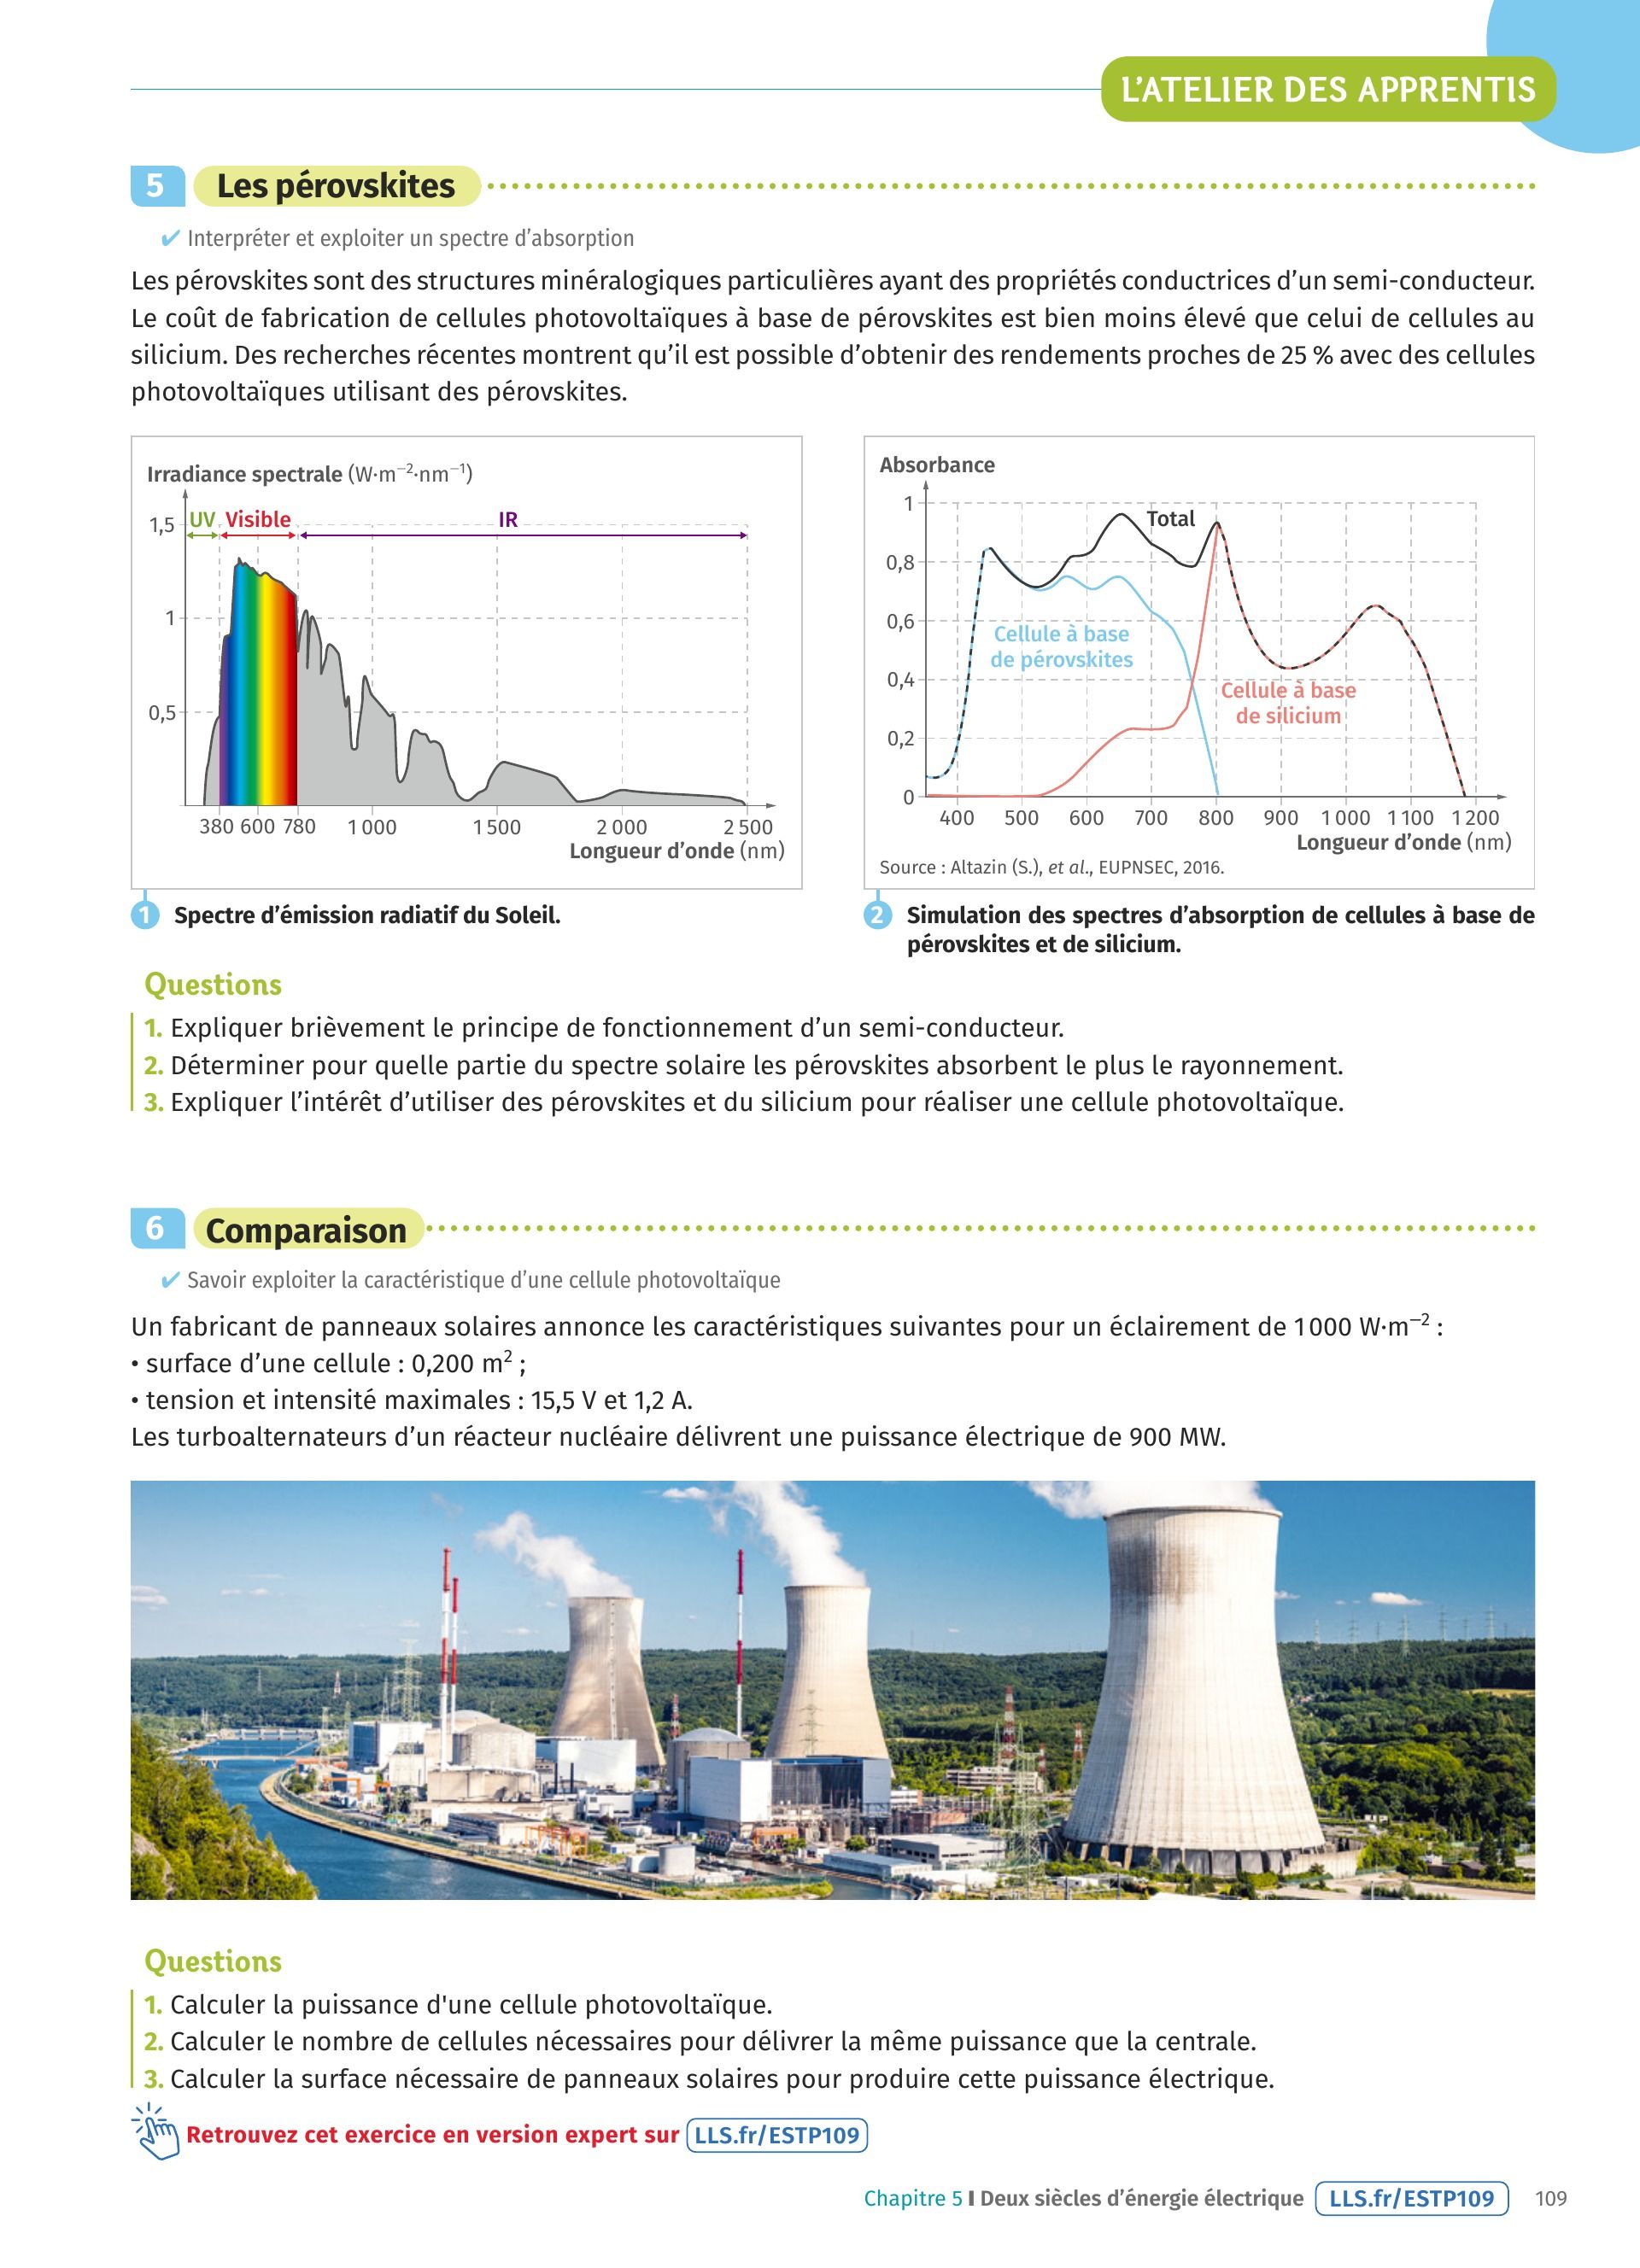 L'ATELIER DES APPRENTIS
5 Les pérovskites
✔ Interpréter et exploiter un spectre d'absorption
Les pérovskites sont des structures minéralogiques particulières ayant des propriétés conductrices d'un semi-conducteur.
Le coût de fabrication de cellules photovoltaïques à base de pérovskites est bien moins élevé que celui de cellules au
silicium. Des recherches récentes montrent qu'il est possible d'obtenir des rendements proches de 25 % avec des cellules
photovoltaïques utilisant des pérovskites.
Irradiance spectrale (W·m⁻²·nm⁻¹)
UV Visible IR
1,5
1
0,5
380 600 780 1 000 1 500 2 000 2 500
Longueur d'onde (nm)
1 Spectre d'émission radiatif du Soleil.
Absorbance
1
Total
0,8
0,6
Cellule à base
de pérovskites
0,4
Cellule à base
de silicium
0,2
0
400 500 600 700 800 900 1 000 1 100 1 200
Longueur d'onde (nm)
Source : Altazin (S.), et al., EUPNSEC, 2016.
2 Simulation des spectres d'absorption de cellules à base de
pérovskites et de silicium.
Questions
1. Expliquer brièvement le principe de fonctionnement d'un semi-conducteur.
2. Déterminer pour quelle partie du spectre solaire les pérovskites absorbent le plus le rayonnement.
3. Expliquer l'intérêt d'utiliser des pérovskites et du silicium pour réaliser une cellule photovoltaïque.
6 Comparaison
✔ Savoir exploiter la caractéristique d'une cellule photovoltaïque
Un fabricant de panneaux solaires annonce les caractéristiques suivantes pour un éclairement de 1 000 W·m⁻² :
• surface d'une cellule : 0,200 m² ;
• tension et intensité maximales : 15,5 V et 1,2 A.
Les turboalternateurs d'un réacteur nucléaire délivrent une puissance électrique de 900 MW.
Questions
1. Calculer la puissance d'une cellule photovoltaïque.
2. Calculer le nombre de cellules nécessaires pour délivrer la même puissance que la centrale.
3. Calculer la surface nécessaire de panneaux solaires pour produire cette puissance électrique.
Retrouvez cet exercice en version expert sur LLS.fr/ESTP109
Chapitre 5 I Deux siècles d'énergie électrique LLS.fr/ESTP109 109